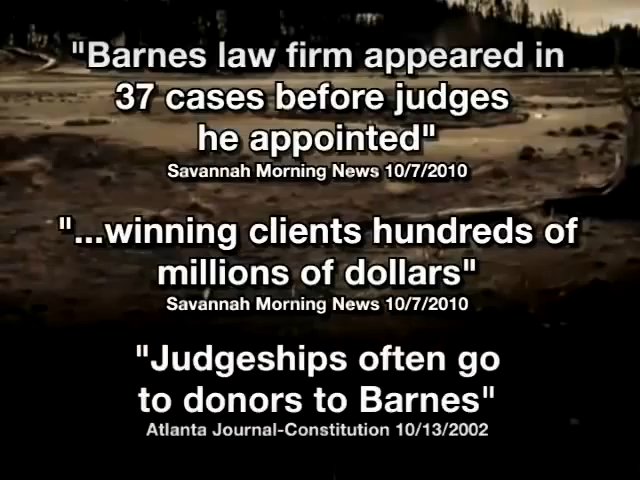 "Barnes law firm appeared in
37 cases before judges
he appointed"
Savannah Morning News 10/7/2010
"...winning clients hundreds of
millions of dollars"
Savannah Morning News 10/7/2010
"Judgeships often go
to donors to Barnes"
Atlanta Journal-Constitution 10/13/2002